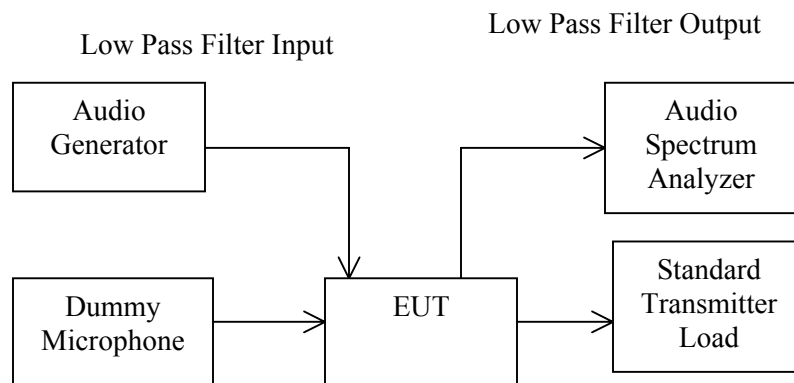 Low Pass Filter Input
Low Pass Filter Output
Audio
Generator
Audio
Spectrum
Analyzer
Dummy
Microphone
EUT
Standard
Transmitter
Load